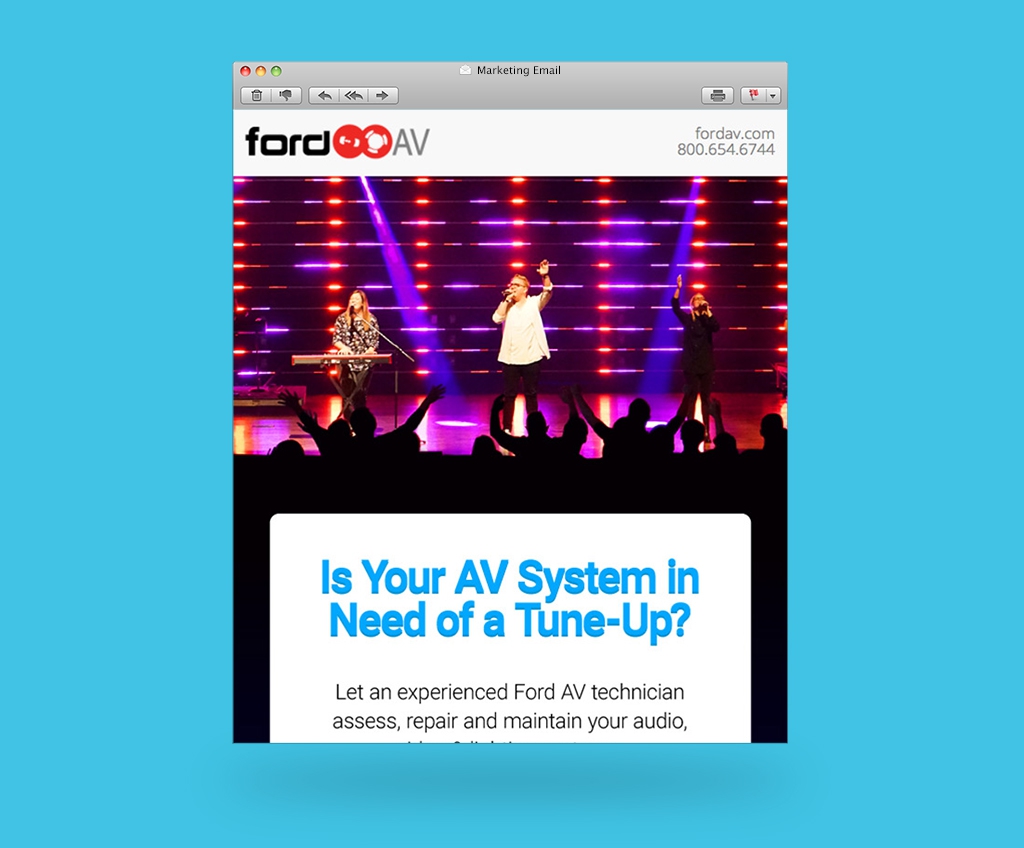 Marketing Email
ford AV
fordav.com
800.654.6744
Is Your AV System in
Need of a Tune-Up?
Let an experienced Ford AV technician
assess, repair and maintain your audio,